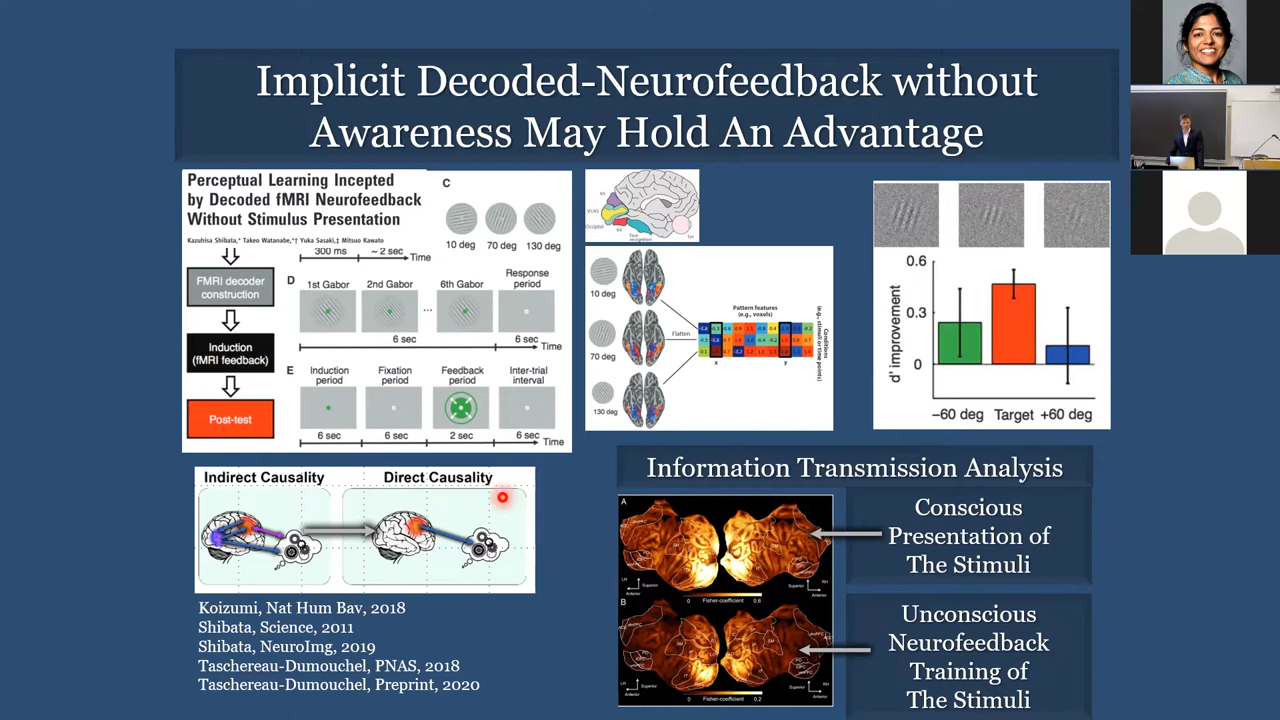 Implicit Decoded-Neurofeedback without
Awareness May Hold An Advantage
Perceptual Learning Incepted
by Decoded fMRI Neurofeedback
Without Stimulus Presentation
Kazuhisa Shibata,¹ Takeo Watanabe,¹† Yuka Sasaki,‡ Mitsuo Kawato
FMRI decoder
construction
Induction
(fMRI feedback)
Post-test
C
10 deg 70 deg 130 deg
300 ms ~ 2 sec Time
D
1st Gabor 2nd Gabor ... 6th Gabor Response
period
6 sec 6 sec
Time
E
Induction
period
Fixation
period
Feedback
period
Inter-trial
interval
6 sec 6 sec 2 sec 6 sec Time
Occipital
V4
Face
recognition
10 deg
70 deg
130 deg
Flatten
Pattern features
(e.g., voxels)
Conditions
(e.g., stimuli or time points)
x y
d' improvement
0.6
0.3
0
−60 deg Target +60 deg
Indirect Causality Direct Causality
Koizumi, Nat Hum Bav, 2018
Shibata, Science, 2011
Shibata, NeuroImg, 2019
Taschereau-Dumouchel, PNAS, 2018
Taschereau-Dumouchel, Preprint, 2020
Information Transmission Analysis
A
LH Superior Anterior
Superior RH Anterior
0 Fisher-coefficient 0.6
B
LH Superior Anterior
Superior RH Anterior
0 Fisher-coefficient 0.2
Conscious
Presentation of
The Stimuli
Unconscious
Neurofeedback
Training of
The Stimuli